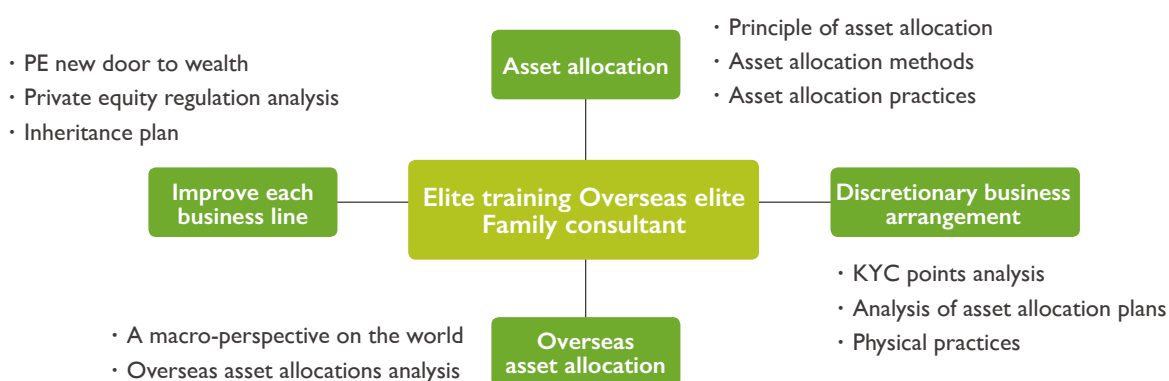 · Principle of asset allocation
· Asset allocation methods
· Asset allocation practices
Asset allocation
· PE new door to wealth
· Private equity regulation analysis
· Inheritance plan
Improve each
business line
Elite training Overseas elite
Family consultant
Discretionary business
arrangement
· KYC points analysis
· Analysis of asset allocation plans
· Physical practices
· A macro-perspective on the world
· Overseas asset allocations analysis
Overseas
asset allocation